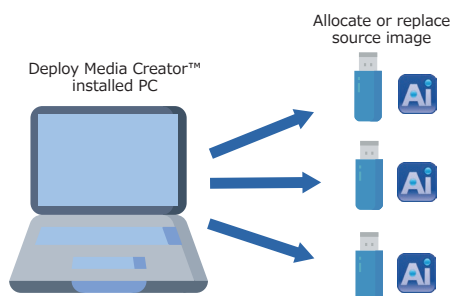 Allocate or replace
source image
Deploy Media Creator™
installed PC
Ai
Ai
Ai